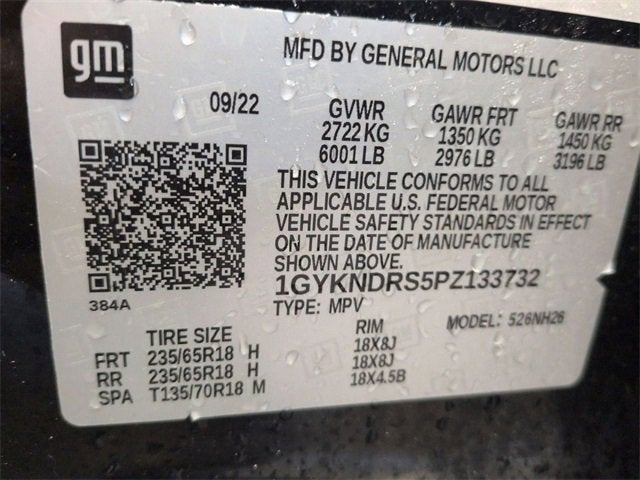 gm
MFD BY GENERAL MOTORS LLC
09/22
GVWR GAWR FRT GAWR RR
2722 KG 1350 KG 1450 KG
6001 LB 2976 LB 3196 LB
THIS VEHICLE CONFORMS TO ALL
APPLICABLE U.S. FEDERAL MOTOR
VEHICLE SAFETY STANDARDS IN EFFECT
ON THE DATE OF MANUFACTURE
SHOWN ABOVE.
1GYKNDRS5PZ133732
384A
TYPE: MPV MODEL: 526NH26
TIRE SIZE RIM
FRT 235/65R18 H 18X8J
RR 235/65R18 H 18X8J
SPA T135/70R18 M 18X4.5B